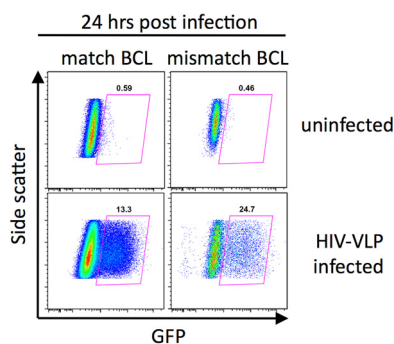 24 hrs post infection
match BCL
mismatch BCL
0.59
0.46
uninfected
13.3
24.7
HIV-VLP
infected
Side scatter
GFP